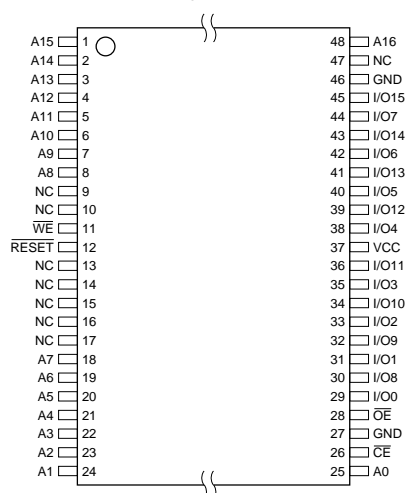 A15 1 48 A16
A14 2 47 NC
A13 3 46 GND
A12 4 45 I/O15
A11 5 44 I/O7
A10 6 43 I/O14
A9 7 42 I/O6
A8 8 41 I/O13
NC 9 40 I/O5
NC 10 39 I/O12
WE 11 38 I/O4
RESET 12 37 VCC
NC 13 36 I/O11
NC 14 35 I/O3
NC 15 34 I/O10
NC 16 33 I/O2
NC 17 32 I/O9
A7 18 31 I/O1
A6 19 30 I/O8
A5 20 29 I/O0
A4 21 28 OE
A3 22 27 GND
A2 23 26 CE
A1 24 25 A0